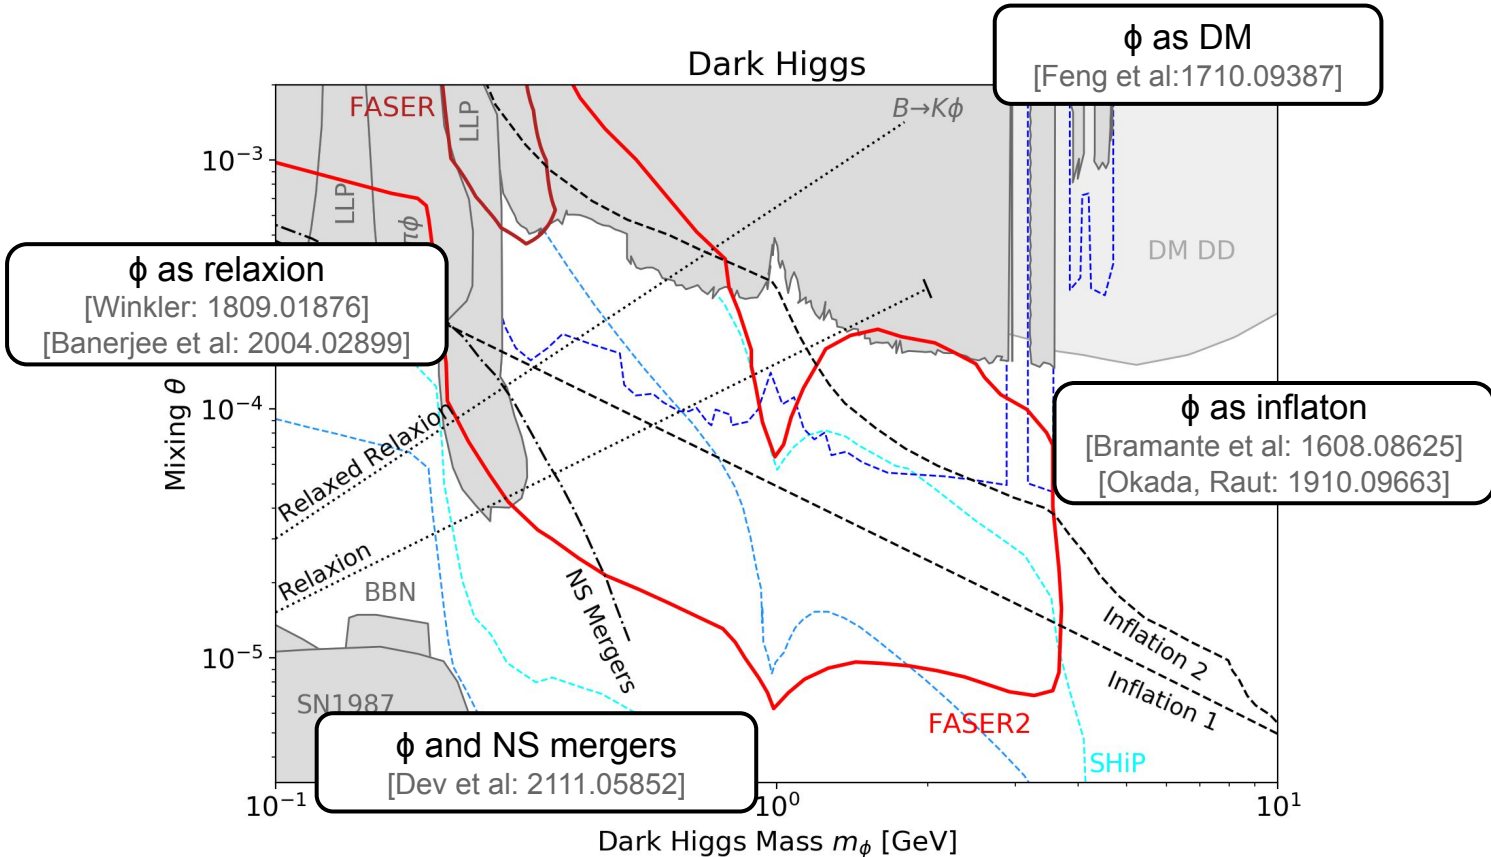 Dark Higgs
ϕ as DM
[Feng et al:1710.09387]
FASER
LLP
B→Kϕ
10⁻³
LLP
πϕ
DM DD
ϕ as relaxion
[Winkler: 1809.01876]
[Banerjee et al: 2004.02899]
Mixing θ
10⁻⁴
ϕ as inflaton
[Bramante et al: 1608.08625]
[Okada, Raut: 1910.09663]
Relaxed Relaxion
Relaxion
BBN
NS Mergers
Inflation 2
Inflation 1
10⁻⁵
SN1987
FASER2
SHiP
ϕ and NS mergers
[Dev et al: 2111.05852]
10⁻¹
10⁰
10¹
Dark Higgs Mass mϕ [GeV]